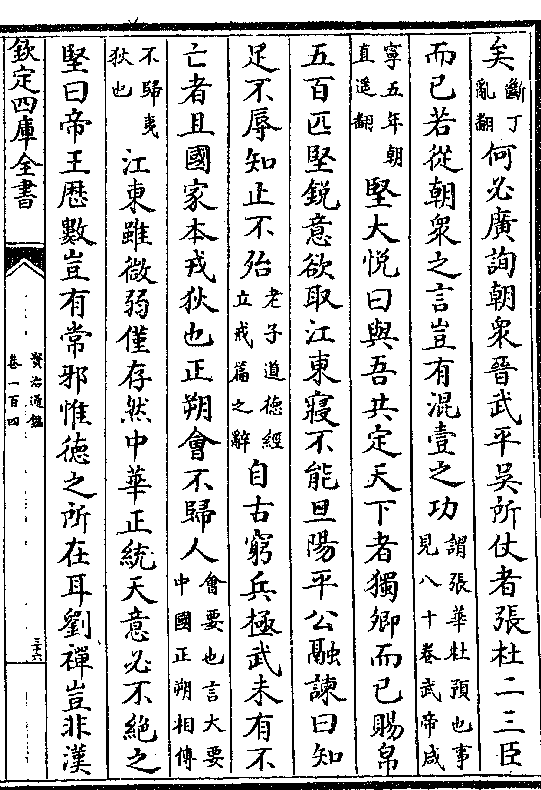 矣斷丁亂翻何必廣詢朝衆晉武平吳所仗者張杜二三臣
而已若從朝衆之言豈有混壹之功謂張華杜預也事見八十卷武帝咸
寧五年朝直遥翻堅大悦曰與吾共定天下者獨卿而已賜帛
五百匹堅鋭意欲取江東寢不能旦陽平公融諫曰知
足不辱知止不殆老子道德經立戒篇之辭自古窮兵極武未有不
亡者且國家本戎狄也正朔會不歸人會要也言大要中國正朔相傳
不歸夷狄也江東雖微弱僅存然中華正統天意必不絶之
堅曰帝王歴數豈有常邪惟德之所在耳劉禪豈非漢
欽定四庫全書
資治通鑑
卷一百四
三十六